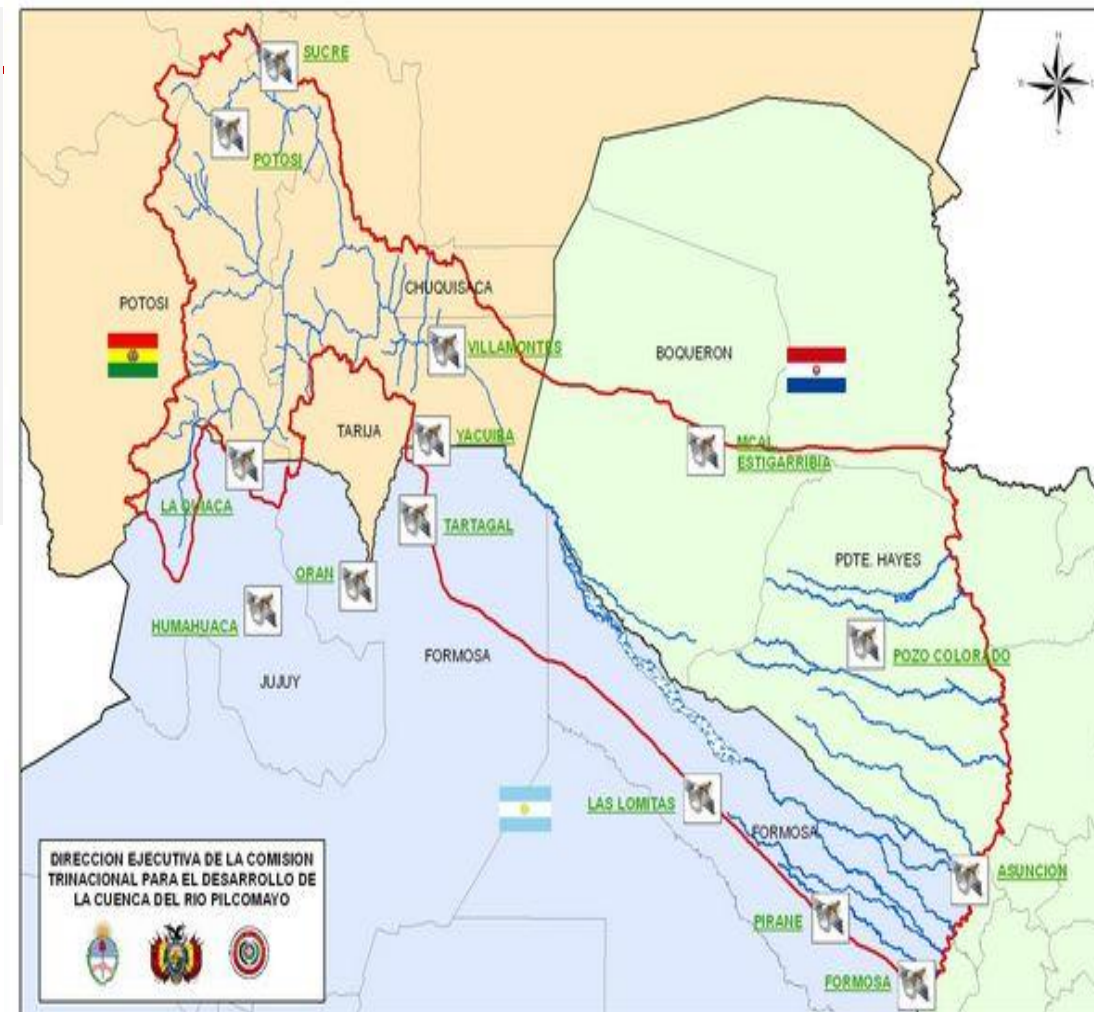 SUCRE
POTOSI
CHUQUISACA
POTOSI
VILLAMONTES
BOQUERON
TARIJA
YACUIBA
MCAL
ESTIGARRIBIA
LA QUIACA
TARTAGAL
PDTE. HAYES
ORAN
HUMAHUACA
FORMOSA
POZO COLORADO
JUJUY
LAS LOMITAS
FORMOSA
DIRECCION EJECUTIVA DE LA COMISION
TRINACIONAL PARA EL DESARROLLO DE
LA CUENCA DEL RIO PILCOMAYO
ASUNCION
PIRANE
FORMOSA